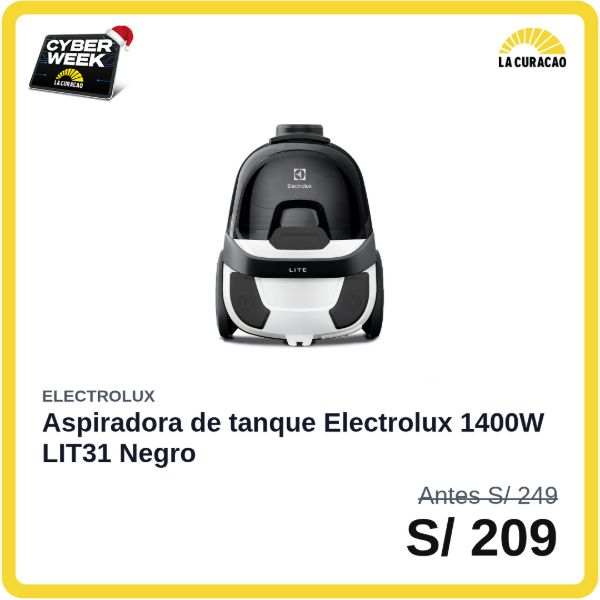 CYBER
WEEK
LA CURACAO
LA CURACAO
Electrolux
LITE
ELECTROLUX
Aspiradora de tanque Electrolux 1400W
LIT31 Negro
Antes S/ 249
S/ 209